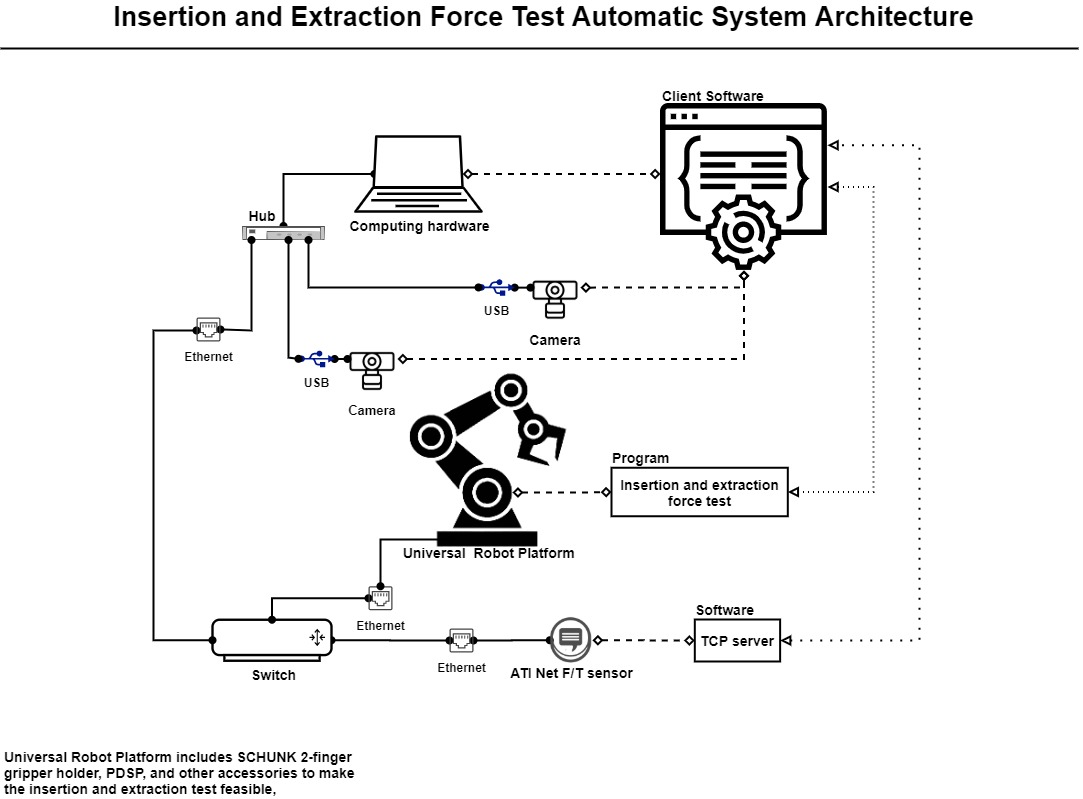 Insertion and Extraction Force Test Automatic System Architecture
Client Software
Hub
Computing hardware
USB
Camera
Ethernet
USB
Camera
Program
Insertion and extraction
force test
Universal Robot Platform
Ethernet
Software
TCP server
Switch
Ethernet
ATI Net F/T sensor
Universal Robot Platform includes SCHUNK 2-finger
gripper holder, PDSP, and other accessories to make
the insertion and extraction test feasible,